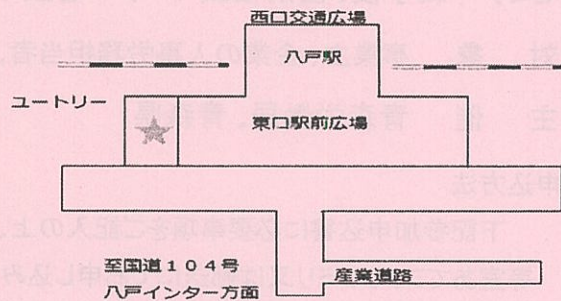 西口交通広場
八戸駅
ユートリー
東口駅前広場
至国道104号
八戸インター方面
産業道路